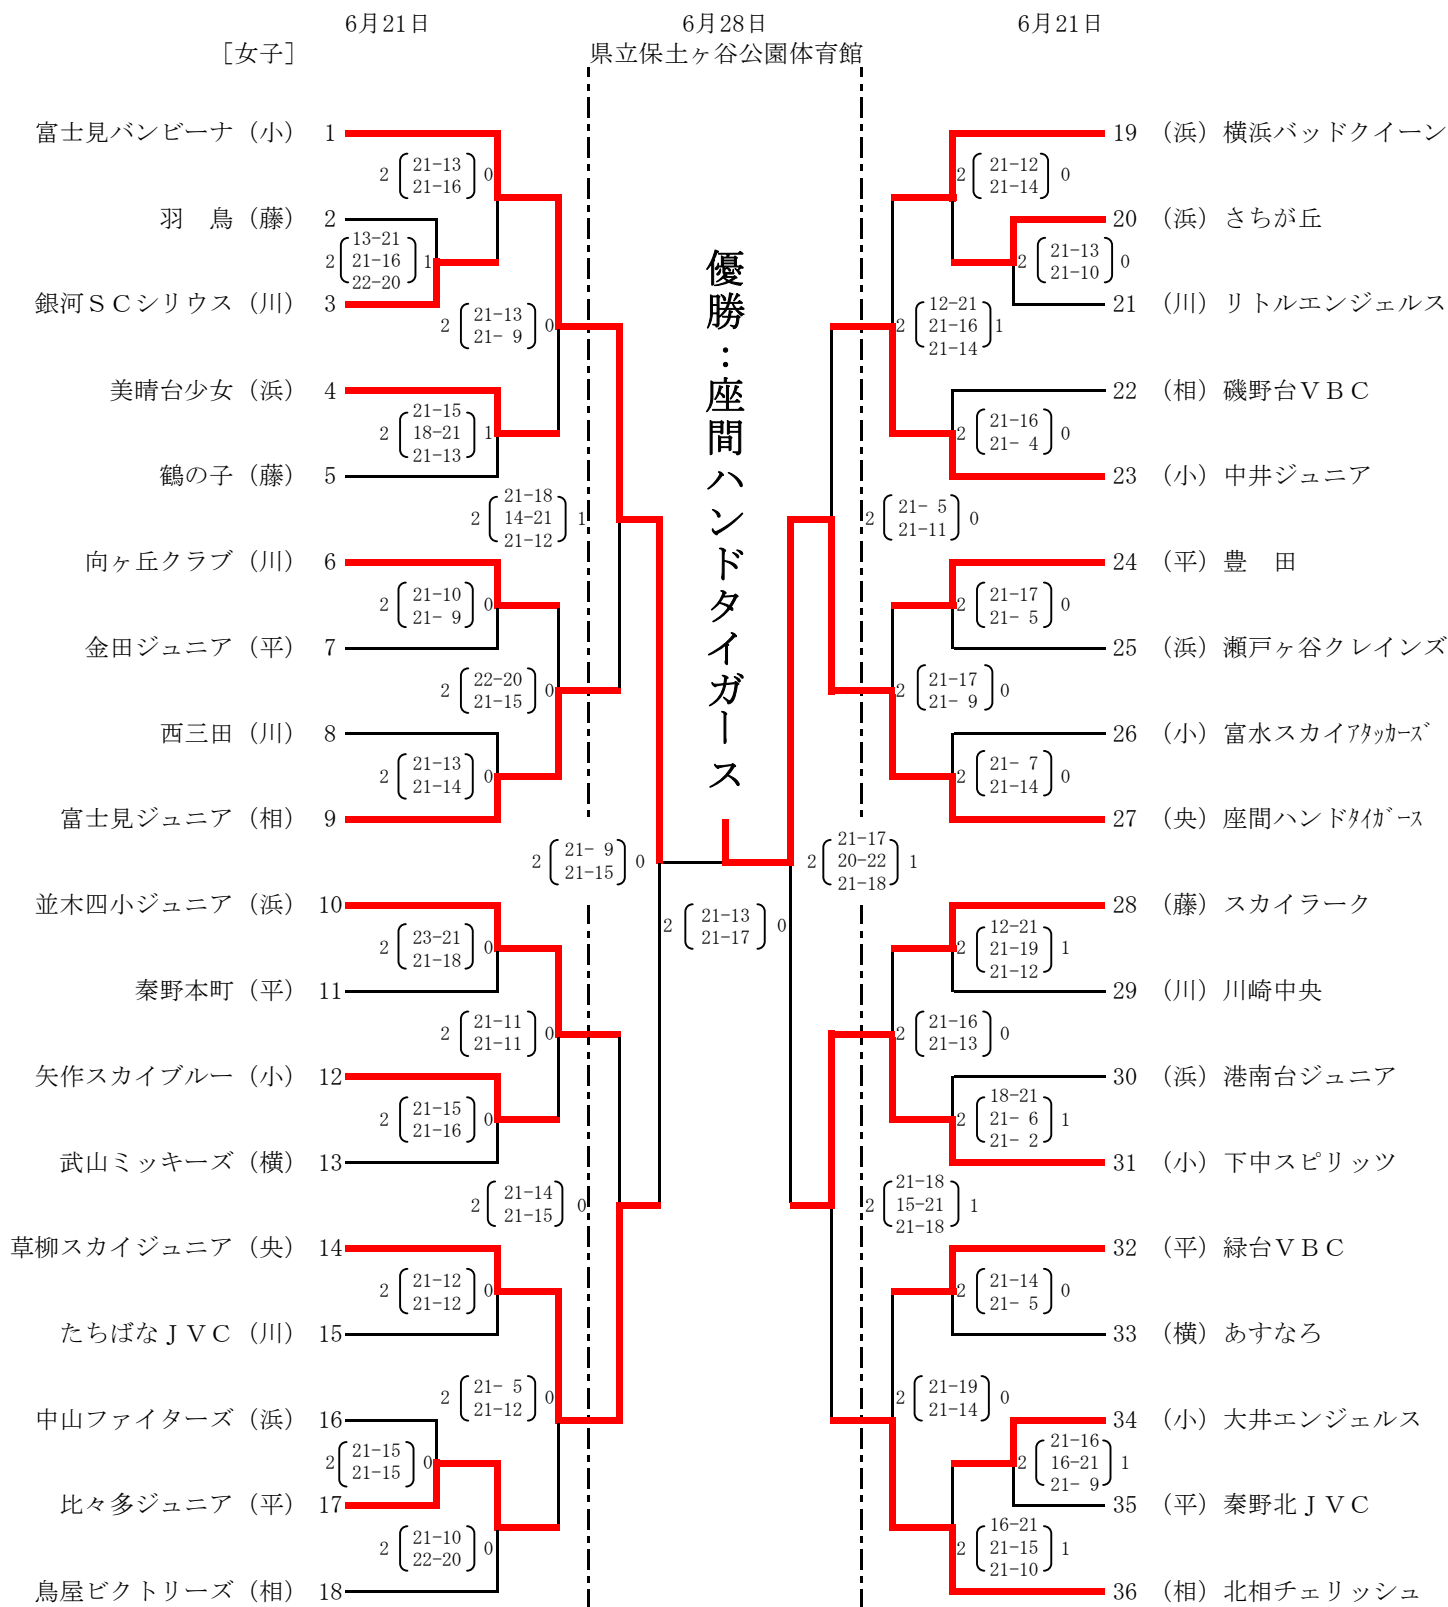 6月21日
6月28日
6月21日
［女子］
県立保土ヶ谷公園体育館
優勝：座間ハンドタイガース
富士見バンビーナ（小） 1
2 21-13 0
21-16
羽　鳥（藤） 2
13-21
2 21-16 1
22-20
銀河ＳＣシリウス（川） 3
2 21-13 0
21- 9
美晴台少女（浜） 4
21-15
2 18-21 1
21-13
鶴の子（藤） 5
21-18
2 14-21 1
21-12
向ヶ丘クラブ（川） 6
2 21-10 0
21- 9
金田ジュニア（平） 7
2 22-20 0
21-15
西三田（川） 8
2 21-13 0
21-14
富士見ジュニア（相） 9
2 21- 9 0
21-15
並木四小ジュニア（浜） 10
2 23-21 0
21-18
秦野本町（平） 11
2 21-11 0
21-11
矢作スカイブルー（小） 12
2 21-15 0
21-16
武山ミッキーズ（横） 13
2 21-14 0
21-15
草柳スカイジュニア（央） 14
2 21-12 0
21-12
たちばなＪＶＣ（川） 15
2 21- 5 0
21-12
中山ファイターズ（浜） 16
2 21-15 0
21-15
比々多ジュニア（平） 17
2 21-10 0
22-20
鳥屋ビクトリーズ（相） 18
2 21-13 0
21-17
19 （浜）横浜バッドクイーン
2 21-12 0
21-14
20 （浜）さちが丘
2 21-13 0
21-10
21 （川）リトルエンジェルス
12-21
2 21-16 1
21-14
22 （相）磯野台ＶＢＣ
2 21-16 0
21- 4
23 （小）中井ジュニア
2 21- 5 0
21-11
24 （平）豊　田
2 21-17 0
21- 5
25 （浜）瀬戸ヶ谷クレインズ
2 21-17 0
21- 9
26 （小）富水スカイｱﾀｯｶｰｽﾞ
2 21- 7 0
21-14
27 （央）座間ハンドﾀｲｶﾞｰｽ
21-17
2 20-22 1
21-18
28 （藤）スカイラーク
12-21
2 21-19 1
21-12
29 （川）川崎中央
2 21-16 0
21-13
30 （浜）港南台ジュニア
18-21
2 21- 6 1
21- 2
31 （小）下中スピリッツ
21-18
2 15-21 1
21-18
32 （平）緑台ＶＢＣ
2 21-14 0
21- 5
33 （横）あすなろ
2 21-19 0
21-14
34 （小）大井エンジェルス
21-16
2 16-21 1
21- 9
35 （平）秦野北ＪＶＣ
16-21
2 21-15 1
21-10
36 （相）北相チェリッシュ